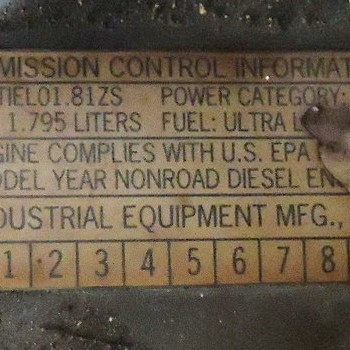 MISSION CONTROL INFORMAT
TIEL01.81ZS POWER CATEGORY:
1.795 LITERS FUEL: ULTRA L
GINE COMPLIES WITH U.S. EPA
ODEL YEAR NONROAD DIESEL EN
DUSTRIAL EQUIPMENT MFG.,
1 2 3 4 5 6 7 8